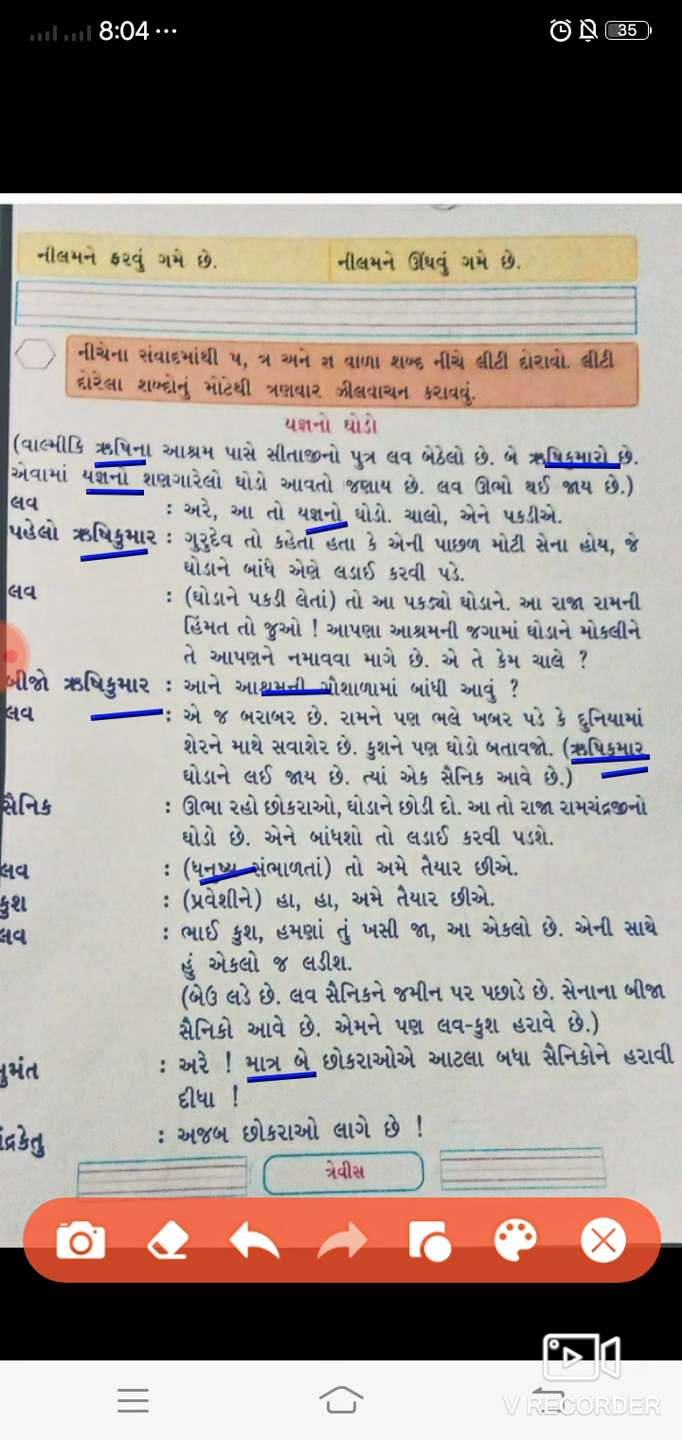 8:04 ...
35
નીલમને ફરવું ગમે છે. નીલમને ઊંઘવું ગમે છે.
નીચેના સંવાદમાંથી ષ, ત્ર અને જ્ઞ વાળા શબ્દ નીચે લીટી દોરાવો. લીટી
દોરેલા શબ્દોનું મોટેથી ત્રણવાર ઝીલવાચન કરાવવું.
યજ્ઞનો ઘોડો
(વાલ્મીકિ ઋષિના આશ્રમ પાસે સીતાજીનો પુત્ર લવ બેઠેલો છે. બે ઋષિકુમારો છે.
એવામાં યજ્ઞનો શણગારેલો ઘોડો આવતો જણાય છે. લવ ઊભો થઈ જાય છે.)
લવ : અરે, આ તો યજ્ઞનો ઘોડો. ચાલો, એને પકડીએ.
પહેલો ઋષિકુમાર : ગુરુદેવ તો કહેતા હતા કે એની પાછળ મોટી સેના હોય, જે
ઘોડાને બાંધે એણે લડાઈ કરવી પડે.
લવ : (ઘોડાને પકડી લેતાં) તો આ પકડ્યો ઘોડાને. આ રાજા રામની
હિંમત તો જુઓ ! આપણા આશ્રમની જગામાં ઘોડાને મોકલીને
તે આપણને નમાવવા માગે છે. એ તે કેમ ચાલે ?
બીજો ઋષિકુમાર : આને આશ્રમની ગૌશાળામાં બાંધી આવું ?
લવ : એ જ બરાબર છે. રામને પણ ભલે ખબર પડે કે દુનિયામાં
શેરને માથે સવાશેર છે. કુશને પણ ઘોડો બતાવજો. (ઋષિકુમાર
ઘોડાને લઈ જાય છે. ત્યાં એક સૈનિક આવે છે.)
સૈનિક : ઊભા રહો છોકરાઓ, ઘોડાને છોડી દો. આ તો રાજા રામચંદ્રજીનો
ઘોડો છે. એને બાંધશો તો લડાઈ કરવી પડશે.
લવ : (ધનુષ્ય સંભાળતાં) તો અમે તૈયાર છીએ.
કુશ : (પ્રવેશીને) હા, હા, અમે તૈયાર છીએ.
લવ : ભાઈ કુશ, હમણાં તું ખસી જા, આ એકલો છે. એની સાથે
હું એકલો જ લડીશ.
(બેઉ લડે છે. લવ સૈનિકને જમીન પર પછાડે છે. સેનાના બીજા
સૈનિકો આવે છે. એમને પણ લવ-કુશ હરાવે છે.)
સુમંત : અરે ! માત્ર બે છોકરાઓએ આટલા બધા સૈનિકોને હરાવી
દીધા !
ચંદ્રકેતુ : અજબ છોકરાઓ લાગે છે !
ત્રેવીસ
V RECORDER